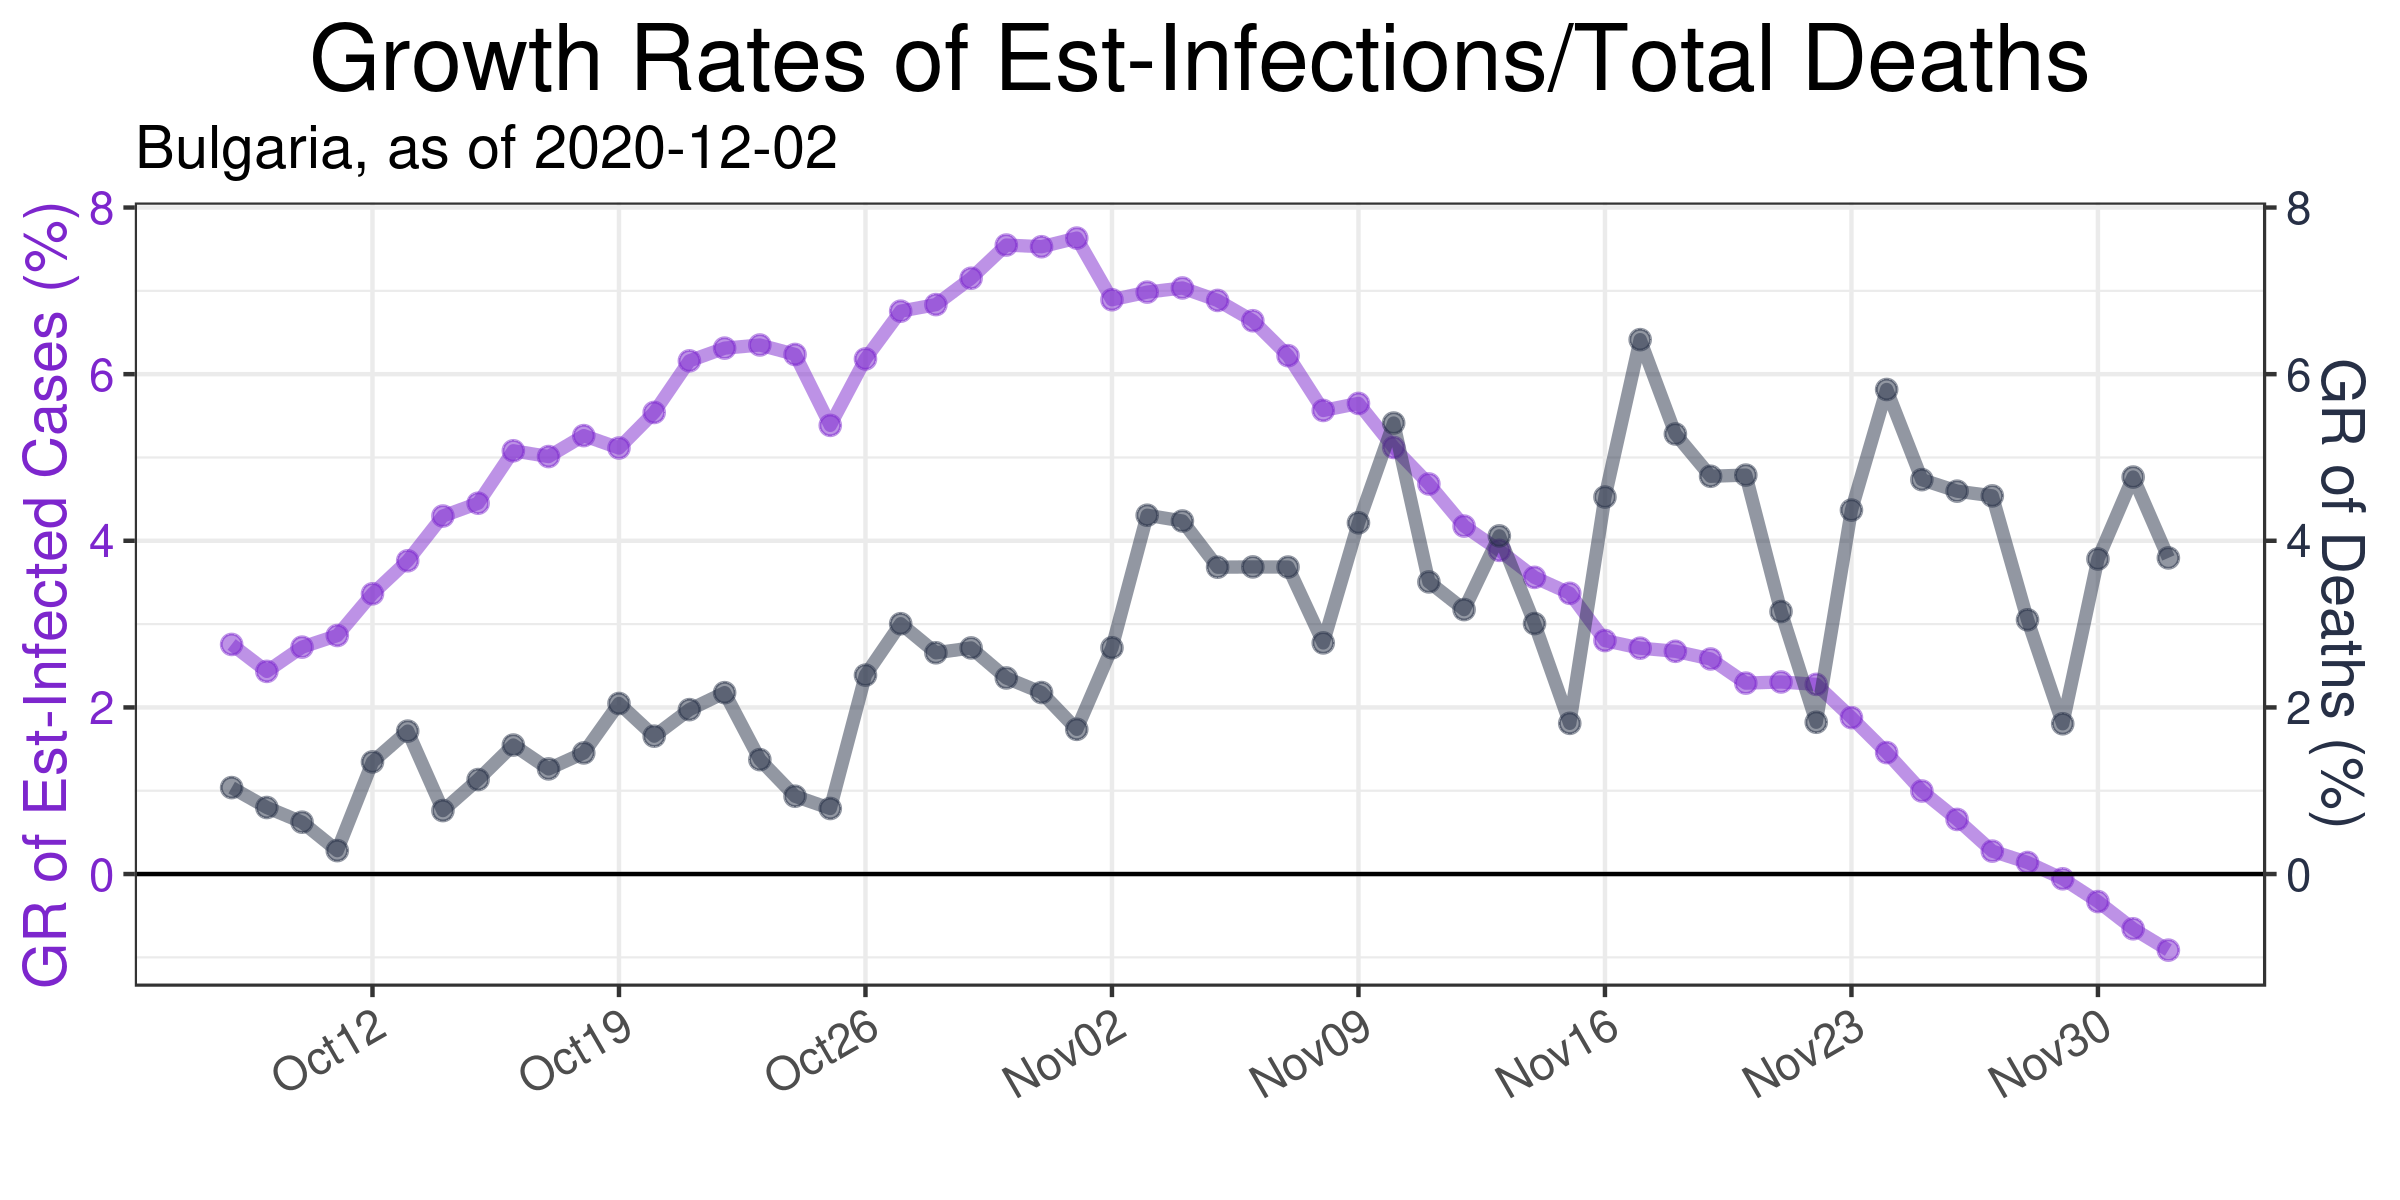 Growth Rates of Est-Infections/Total Deaths
Bulgaria, as of 2020-12-02
GR of Est-Infected Cases (%)
8
6
4
2
0
8
6
4
2
0
GR of Deaths (%)
Oct12
Oct19
Oct26
Nov02
Nov09
Nov16
Nov23
Nov30